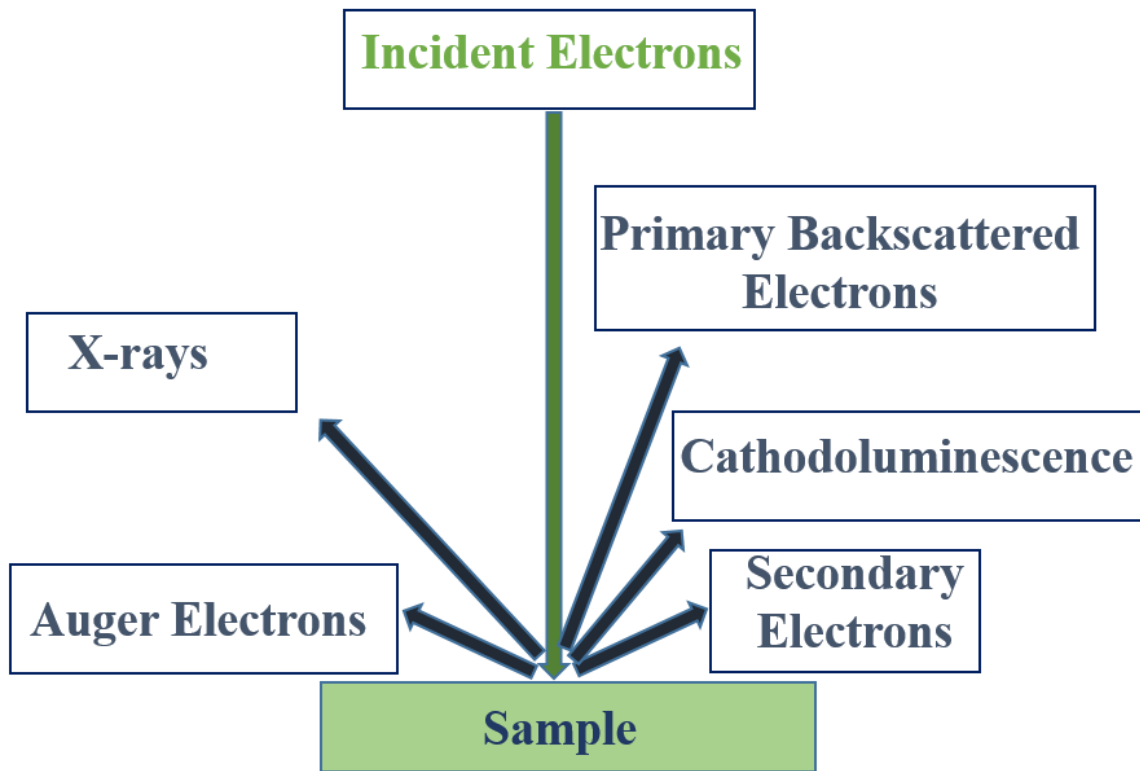 Incident Electrons
Primary Backscattered
Electrons
X-rays
Cathodoluminescence
Auger Electrons
Secondary
Electrons
Sample